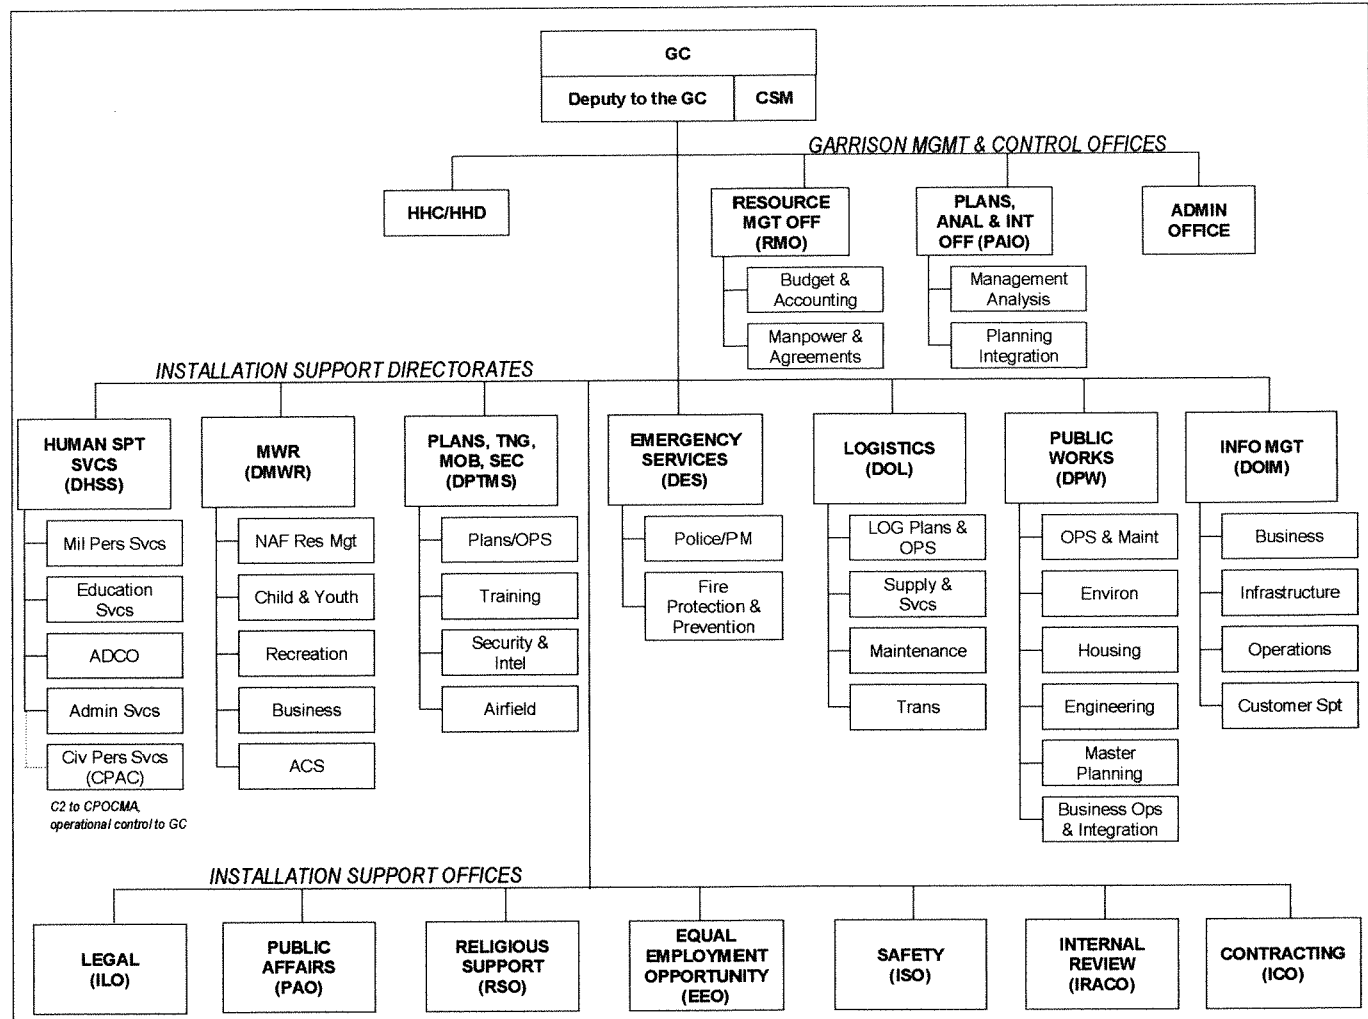 GC
Deputy to the GC
CSM
GARRISON MGMT & CONTROL OFFICES
HHC/HHD
RESOURCE
MGT OFF
(RMO)
Budget &
Accounting
Manpower &
Agreements
PLANS,
ANAL & INT
OFF (PAIO)
Management
Analysis
Planning
Integration
ADMIN
OFFICE
INSTALLATION SUPPORT DIRECTORATES
HUMAN SPT
SVCS
(DHSS)
Mil Pers Svcs
Education
Svcs
ADCO
Admin Svcs
Civ Pers Svcs
(CPAC)
C2 to CPOCMA,
operational control to GC
MWR
(DMWR)
NAF Res Mgt
Child & Youth
Recreation
Business
ACS
PLANS, TNG,
MOB, SEC
(DPTMS)
Plans/OPS
Training
Security &
Intel
Airfield
EMERGENCY
SERVICES
(DES)
Police/PM
Fire
Protection &
Prevention
LOGISTICS
(DOL)
LOG Plans &
OPS
Supply &
Svcs
Maintenance
Trans
PUBLIC
WORKS
(DPW)
OPS & Maint
Environ
Housing
Engineering
Master
Planning
Business Ops
& Integration
INFO MGT
(DOIM)
Business
Infrastructure
Operations
Customer Spt
INSTALLATION SUPPORT OFFICES
LEGAL
(ILO)
PUBLIC
AFFAIRS
(PAO)
RELIGIOUS
SUPPORT
(RSO)
EQUAL
EMPLOYMENT
OPPORTUNITY
(EEO)
SAFETY
(ISO)
INTERNAL
REVIEW
(IRACO)
CONTRACTING
(ICO)